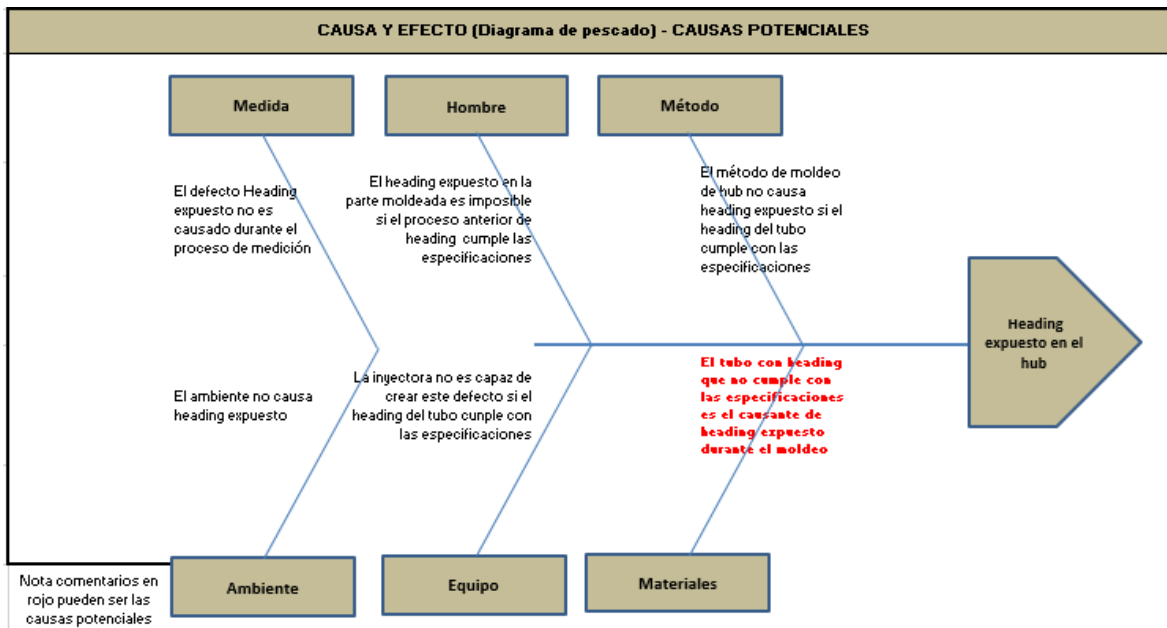 CAUSA Y EFECTO (Diagrama de pescado) - CAUSAS POTENCIALES
Medida
Hombre
Método
El defecto Heading
expuesto no es
causado durante el
proceso de medición
El heading expuesto en la
parte moldeada es imposible
si el proceso anterior de
heading cumple las
especificaciones
El método de moldeo
de hub no causa
heading expuesto si el
heading del tubo
cumple con las
especificaciones
Heading
expuesto en el
hub
El ambiente no causa
heading expuesto
La inyectora no es capaz de
crear este defecto si el
heading del tubo cunple con
las especificaciones
El tubo con heading
que no cumple con
las especificaciones
es el causante de
heading expuesto
durante el moldeo
Ambiente
Equipo
Materiales
Nota comentarios en
rojo pueden ser las
causas potenciales